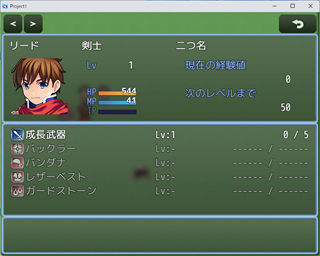 Project1
リード 剣士 二つ名
Lv 1 現在の経験値
0
HP 544
MP 41 次のレベルまで
TP
50
成長武器 Lv:1 0 / 5
バックラー Lv:- ------ / ------
バンダナ Lv:- ------ / ------
レザーベスト Lv:- ------ / ------
ガードストーン Lv:- ------ / ------